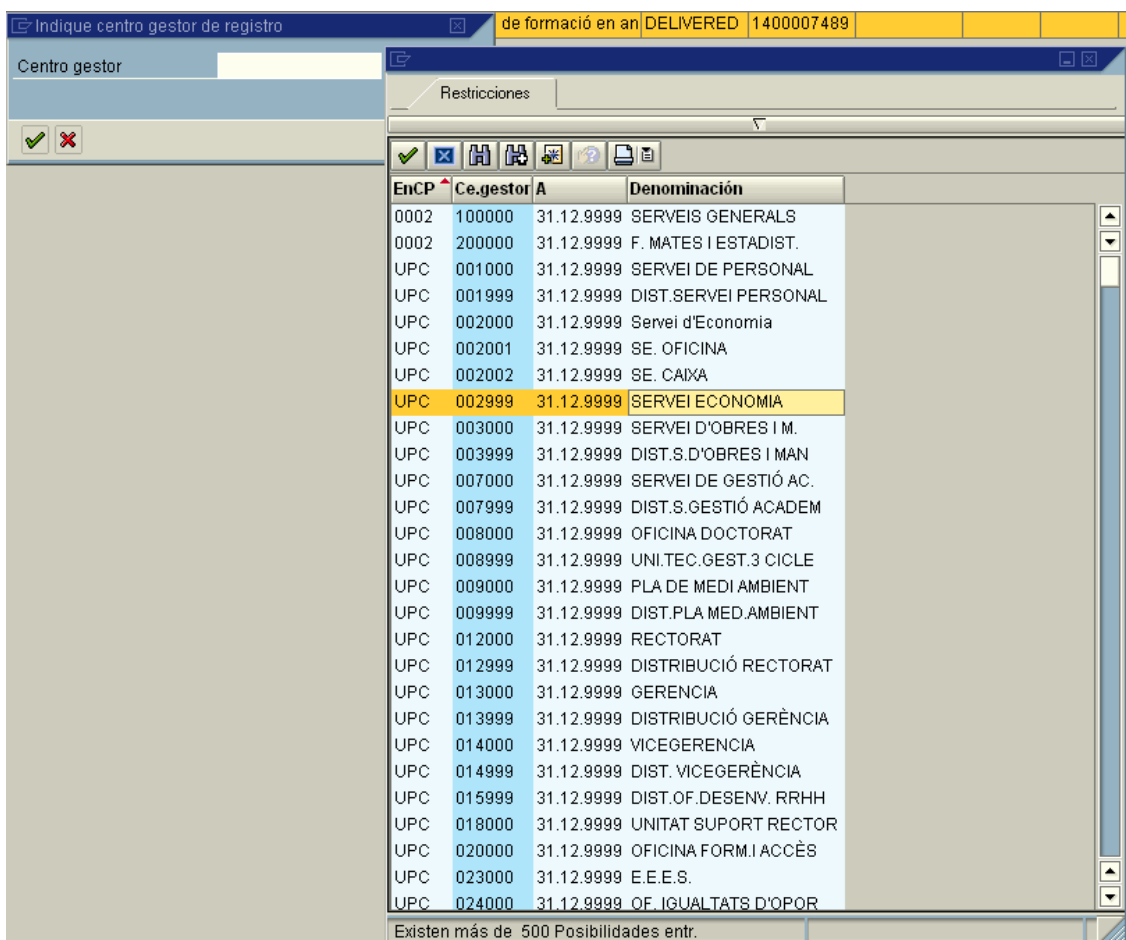 Indique centro gestor de registro
de formació en an DELIVERED 1400007489
Centro gestor
Restricciones
EnCP Ce.gestor A Denominación
0002 100000 31.12.9999 SERVEIS GENERALS
0002 200000 31.12.9999 F. MATES I ESTADIST.
UPC 001000 31.12.9999 SERVEI DE PERSONAL
UPC 001999 31.12.9999 DIST.SERVEI PERSONAL
UPC 002000 31.12.9999 Servei d'Economia
UPC 002001 31.12.9999 SE. OFICINA
UPC 002002 31.12.9999 SE. CAIXA
UPC 002999 31.12.9999 SERVEI ECONOMIA
UPC 003000 31.12.9999 SERVEI D'OBRES I M.
UPC 003999 31.12.9999 DIST.S.D'OBRES I MAN
UPC 007000 31.12.9999 SERVEI DE GESTIÓ AC.
UPC 007999 31.12.9999 DIST.S.GESTIÓ ACADEM
UPC 008000 31.12.9999 OFICINA DOCTORAT
UPC 008999 31.12.9999 UNI.TEC.GEST.3 CICLE
UPC 009000 31.12.9999 PLA DE MEDI AMBIENT
UPC 009999 31.12.9999 DIST.PLA MED.AMBIENT
UPC 012000 31.12.9999 RECTORAT
UPC 012999 31.12.9999 DISTRIBUCIÓ RECTORAT
UPC 013000 31.12.9999 GERENCIA
UPC 013999 31.12.9999 DISTRIBUCIÓ GERÈNCIA
UPC 014000 31.12.9999 VICEGERENCIA
UPC 014999 31.12.9999 DIST. VICEGERÈNCIA
UPC 015999 31.12.9999 DIST.OF.DESENV. RRHH
UPC 018000 31.12.9999 UNITAT SUPORT RECTOR
UPC 020000 31.12.9999 OFICINA FORM.I ACCÈS
UPC 023000 31.12.9999 E.E.E.S.
UPC 024000 31.12.9999 OF. IGUALTATS D'OPOR
Existen más de 500 Posibilidades entr.